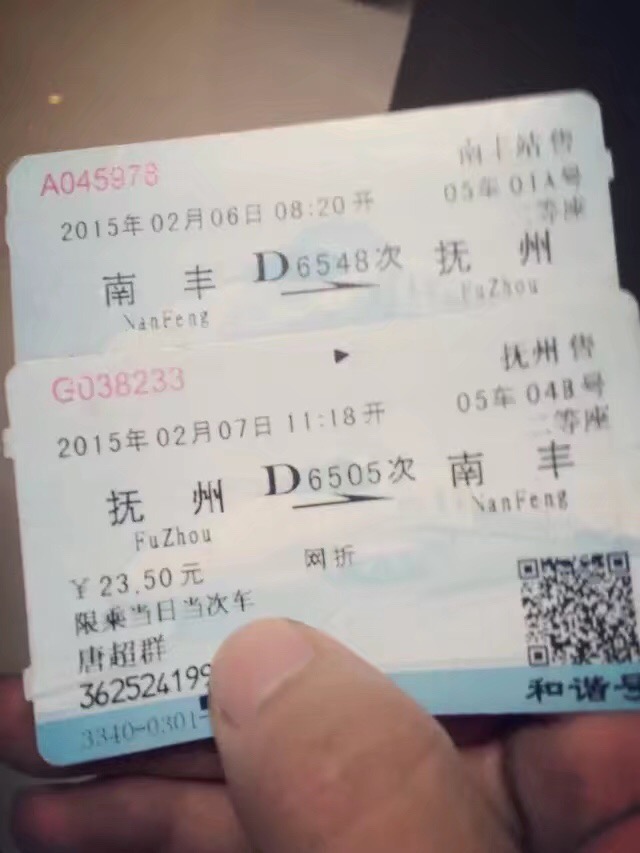 A045978
南丰站售
2015年02月06日 08:20开
05车 01A号
二等座
南丰 D6548次 抚州
NanFeng FuZhou
G038233
抚州售
2015年02月07日 11:18开
05车 04B号
二等座
抚州 D6505次 南丰
FuZhou NanFeng
￥23.50元
网折
限乘当日当次车
唐超群
362524199
3340-0301-
和谐号